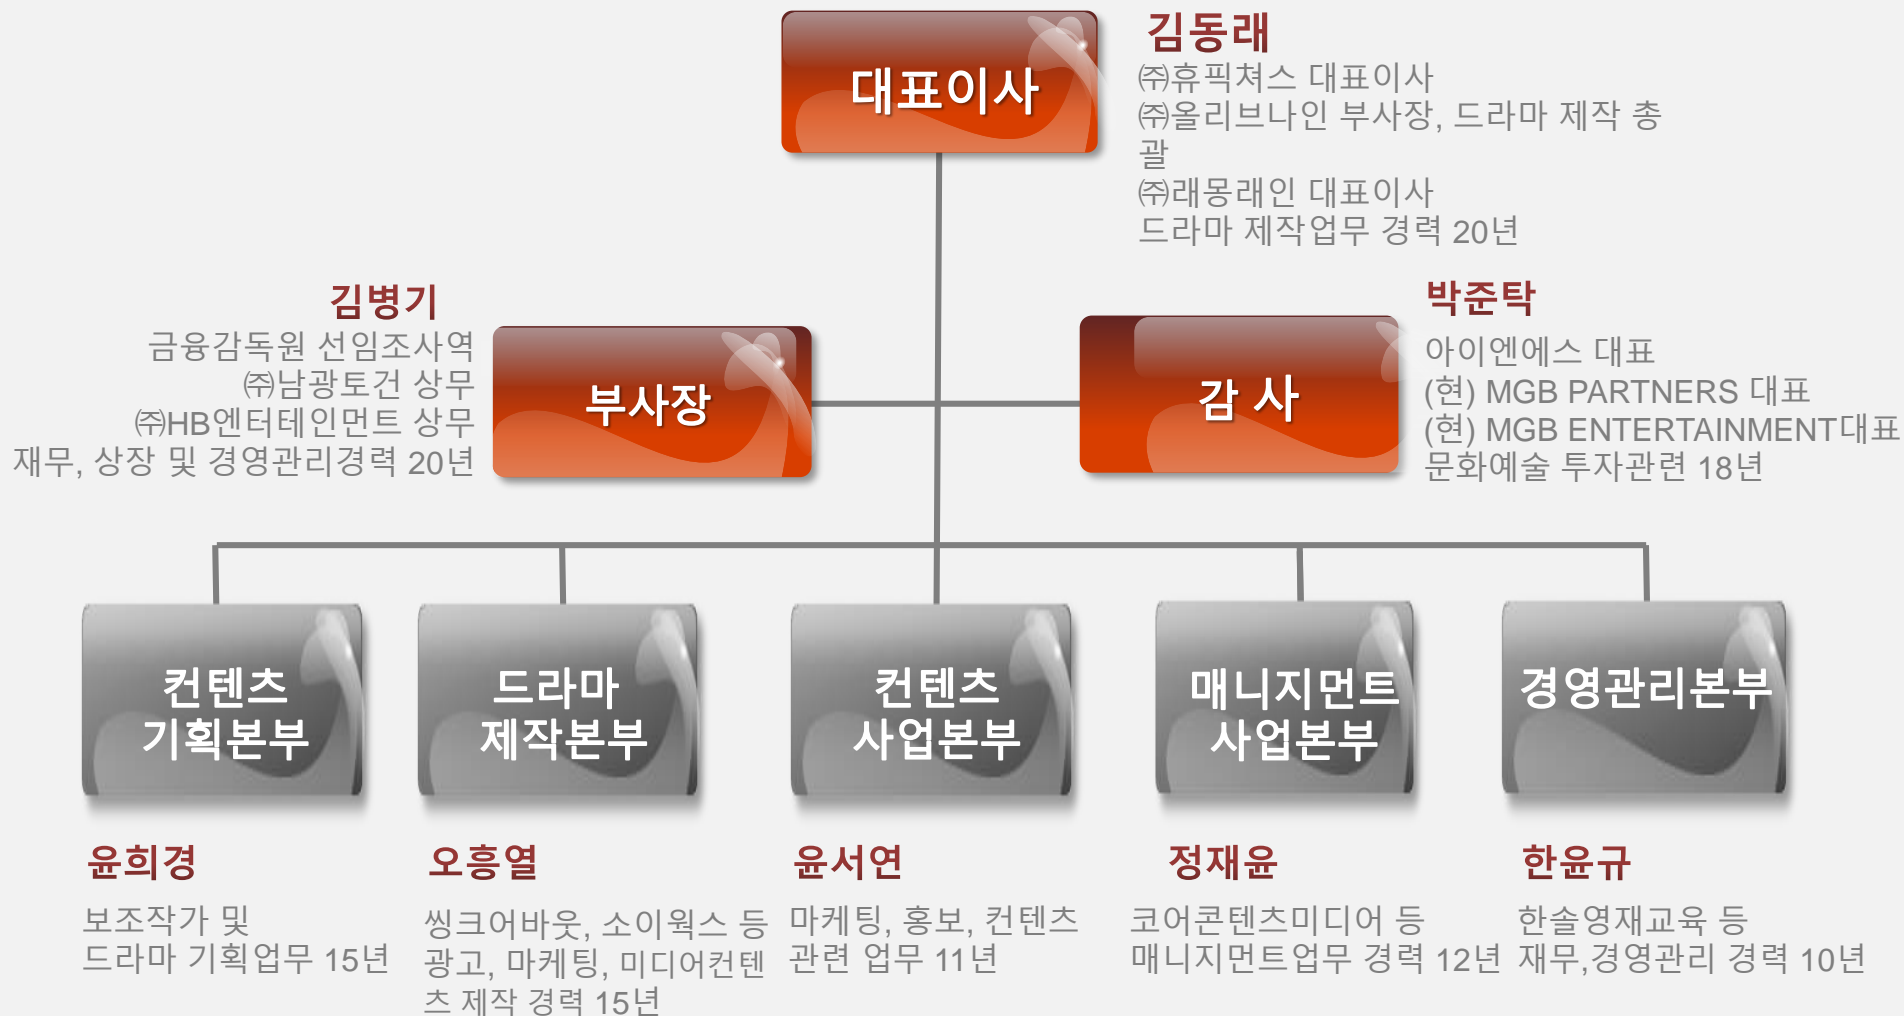 대표이사
김동래
㈜휴픽쳐스 대표이사
㈜올리브나인 부사장, 드라마 제작 총
괄
㈜래몽래인 대표이사
드라마 제작업무 경력 20년
김병기
금융감독원 선임조사역
㈜남광토건 상무
㈜HB엔터테인먼트 상무
재무, 상장 및 경영관리경력 20년
부사장
감 사
박준탁
아이엔에스 대표
(현) MGB PARTNERS 대표
(현) MGB ENTERTAINMENT대표
문화예술 투자관련 18년
컨텐츠
기획본부
드라마
제작본부
컨텐츠
사업본부
매니지먼트
사업본부
경영관리본부
윤희경
보조작가 및
드라마 기획업무 15년
오흥열
씽크어바웃, 소이웍스 등
광고, 마케팅, 미디어컨텐
츠 제작 경력 15년
윤서연
마케팅, 홍보, 컨텐츠
관련 업무 11년
정재윤
코어콘텐츠미디어 등
매니지먼트업무 경력 12년
한윤규
한솔영재교육 등
재무,경영관리 경력 10년